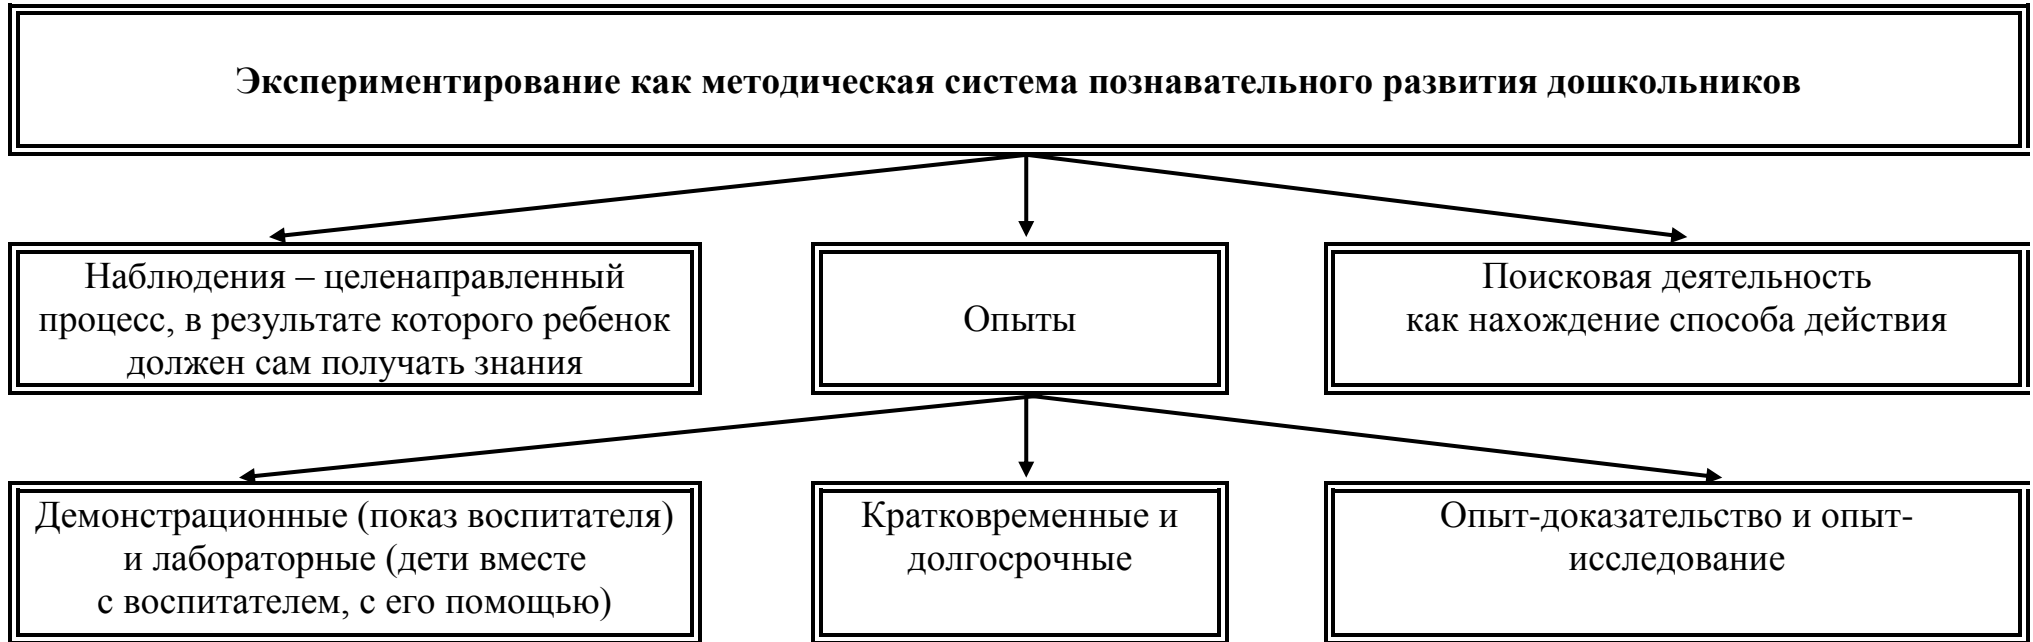 Экспериментирование как методическая система познавательного развития дошкольников
Наблюдения – целенаправленный
процесс, в результате которого ребенок
должен сам получать знания
Опыты
Поисковая деятельность
как нахождение способа действия
Демонстрационные (показ воспитателя)
и лабораторные (дети вместе
с воспитателем, с его помощью)
Кратковременные и
долгосрочные
Опыт-доказательство и опыт-
исследование